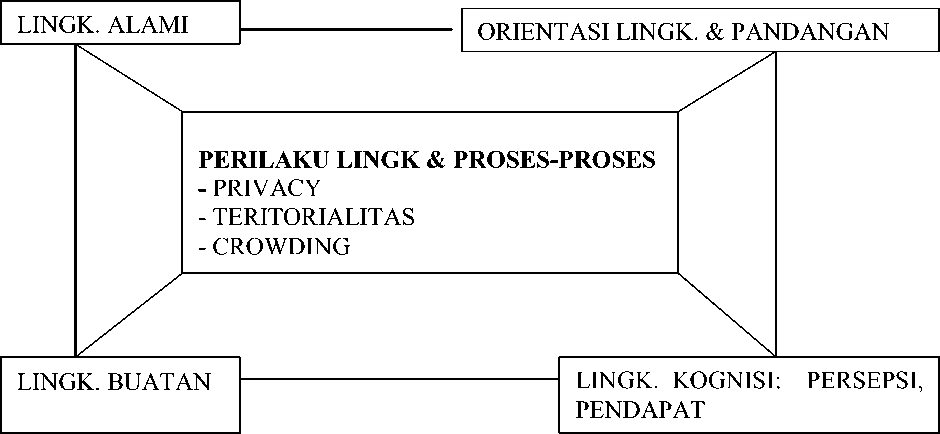 LINGK. ALAMI
ORIENTASI LINGK. & PANDANGAN
PERILAKU LINGK & PROSES-PROSES
- PRIVACY
- TERITORIALITAS
- CROWDING
LINGK. BUATAN
LINGK. KOGNISI: PERSEPSI,
PENDAPAT